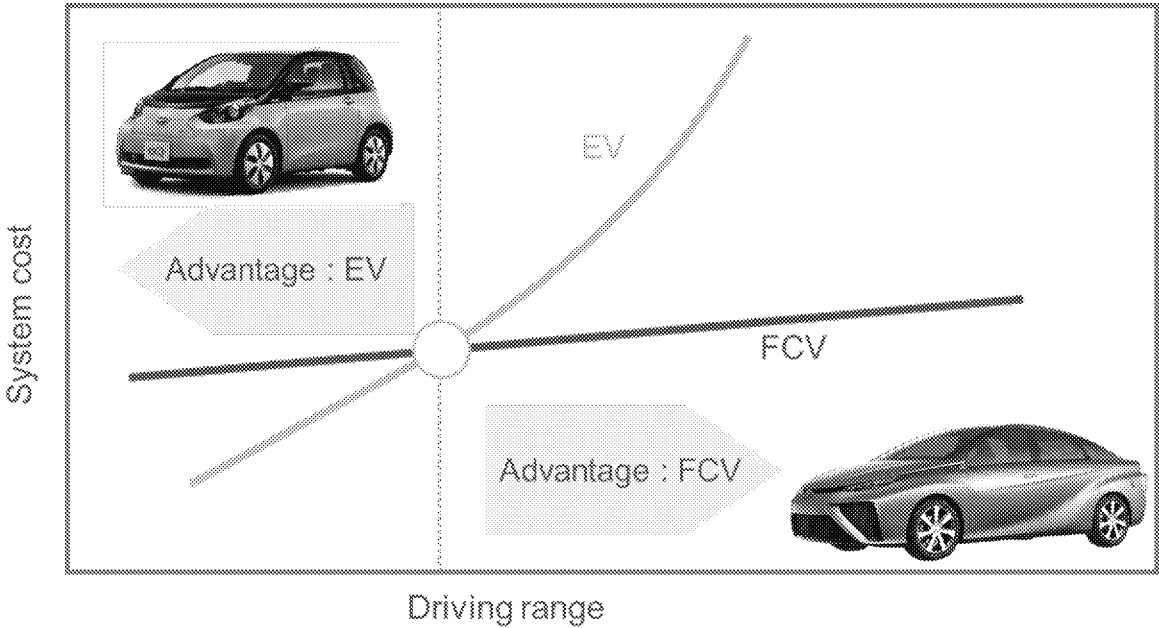 EV
Advantage : EV
System cost
FCV
Advantage : FCV
Driving range